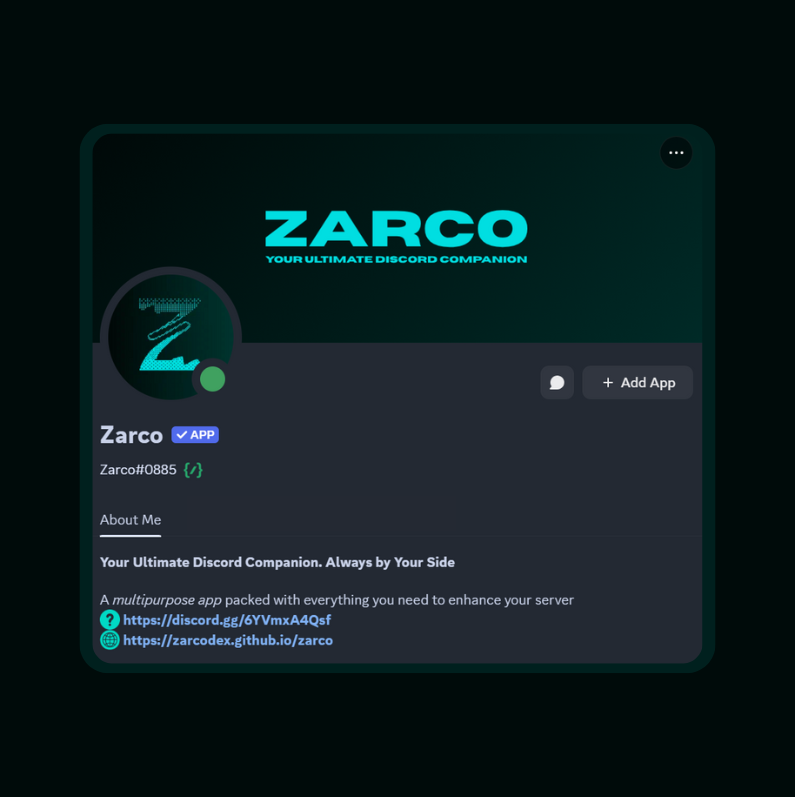 ZARCO
YOUR ULTIMATE DISCORD COMPANION
Z
+ Add App
Zarco ✓ APP
Zarco#0885 {/}
About Me
Your Ultimate Discord Companion. Always by Your Side
A multipurpose app packed with everything you need to enhance your server
? https://discord.gg/6YVmxA4Qsf
https://zarcodex.github.io/zarco